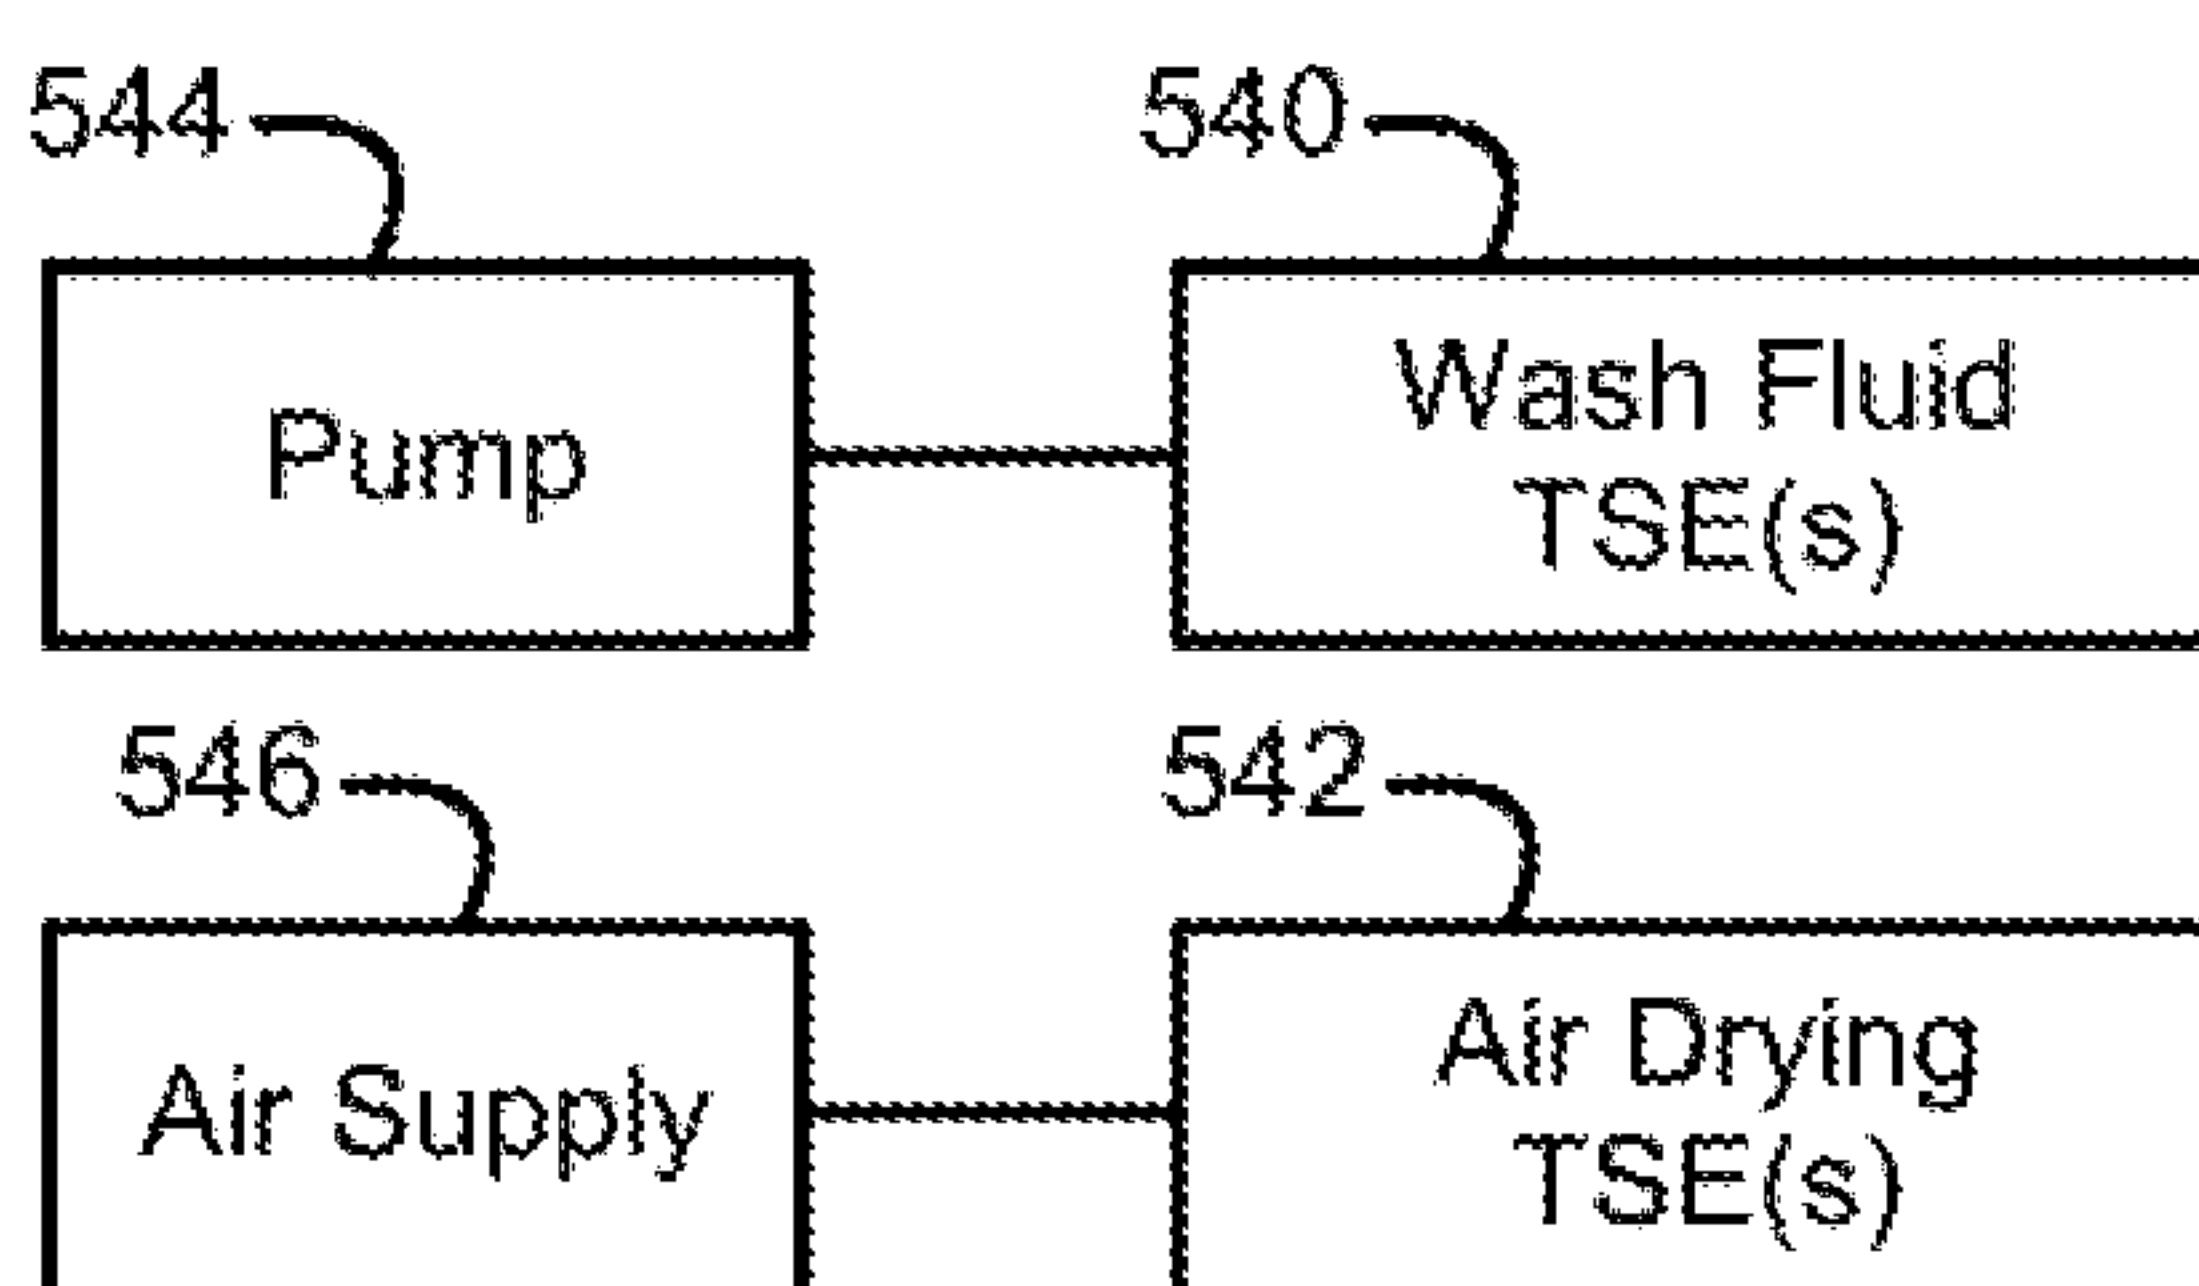 544
540
Pump
Wash Fluid
TSE(s)
546
542
Air Supply
Air Drying
TSE(s)